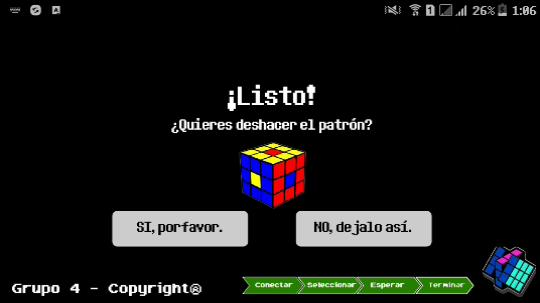 26% 1:06
¡Listo!
¿Quieres deshacer el patrón?
SI, porfavor.
NO, dejalo así.
Grupo 4 - Copyright®
Conectar Seleccionar Esperar Terminar